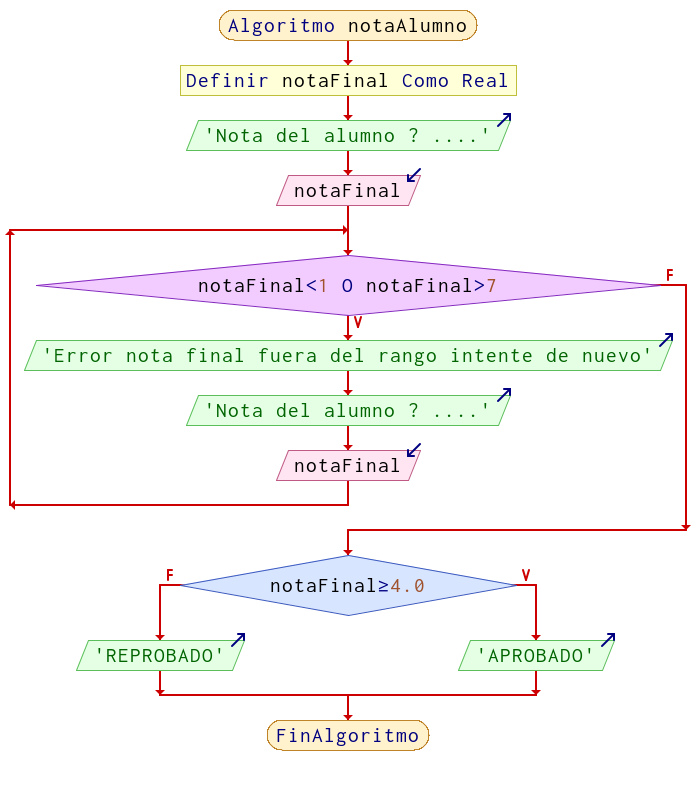 Algoritmo notaAlumno
Definir notaFinal Como Real
'Nota del alumno ? ....'
notaFinal
notaFinal<1 O notaFinal>7
F
V
'Error nota final fuera del rango intente de nuevo'
'Nota del alumno ? ....'
notaFinal
notaFinal≥4.0
F
V
'REPROBADO'
'APROBADO'
FinAlgoritmo